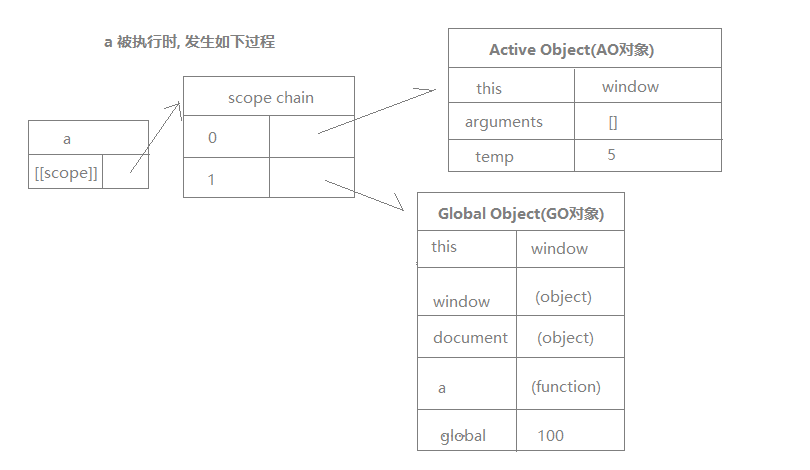 a 被执行时, 发生如下过程
a
[[scope]]
scope chain
0
1
Active Object(AO对象)
this window
arguments []
temp 5
Global Object(GO对象)
this window
window (object)
document (object)
a (function)
global 100